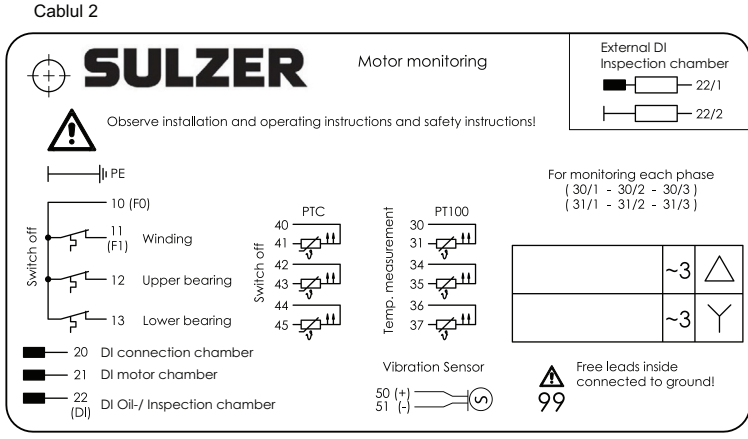 Cablul 2
SULZER
Motor monitoring
External DI
Inspection chamber
22/1
22/2
Observe installation and operating instructions and safety instructions!
PE
For monitoring each phase
( 30/1 - 30/2 - 30/3 )
( 31/1 - 31/2 - 31/3 )
Switch off
10 (F0)
11
(F1)
Winding
12 Upper bearing
13 Lower bearing
Switch off
PTC
40
41
42
43
44
45
Temp. measurement
PT100
30
31
34
35
36
37
~3
~3
20 DI connection chamber
21 DI motor chamber
22
(DI)
DI Oil-/ Inspection chamber
Vibration Sensor
50 (+)
51 (-)
S
Free leads inside
connected to ground!
99